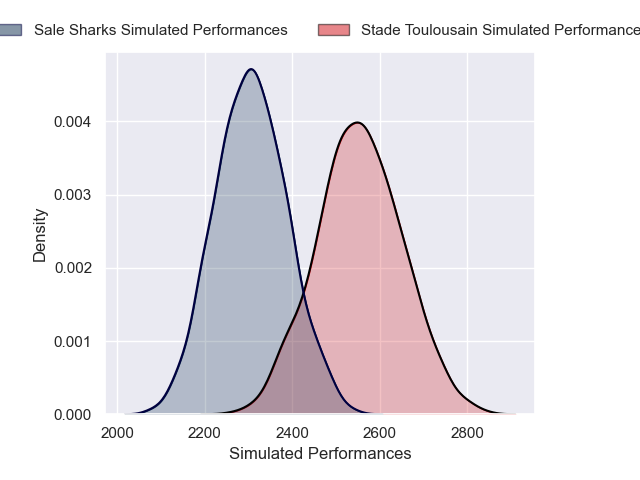 Sale Sharks Simulated Performances   Stade Toulousain Simulated Performance
0.004
0.003
0.002
0.001
0.000
Density
2000 2200 2400 2600 2800
Simulated Performances